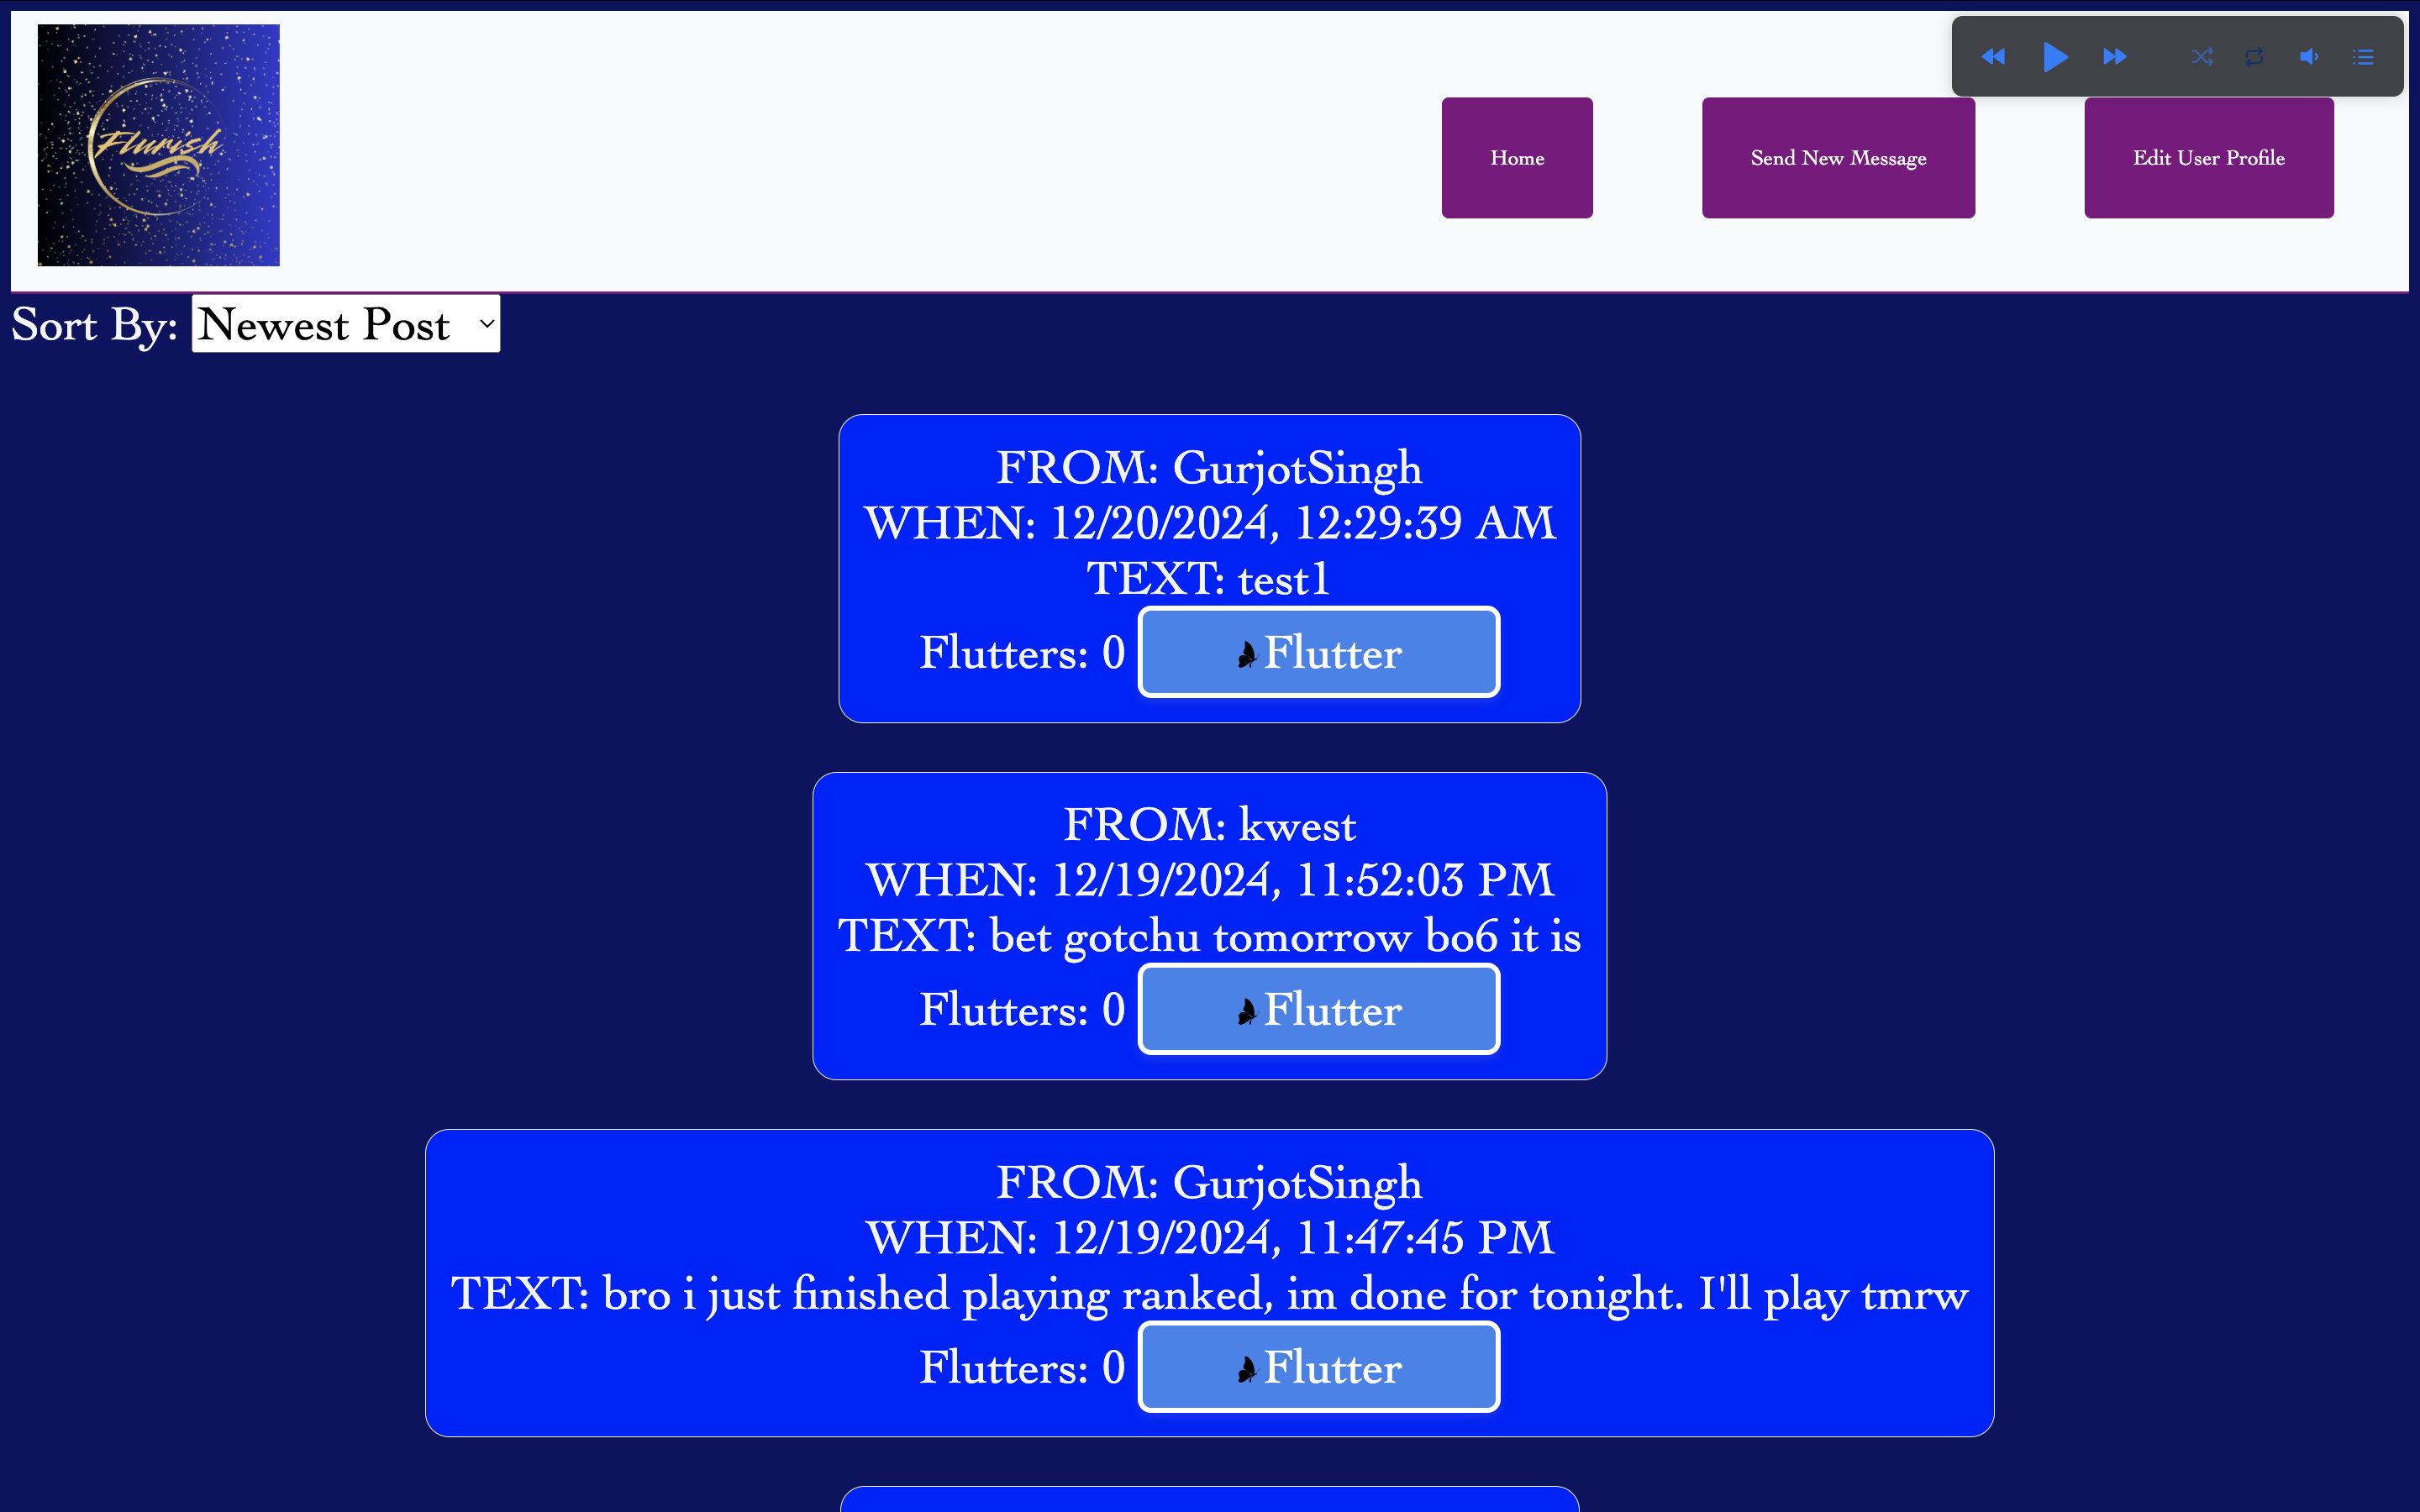 Flurish
Home
Send New Message
Edit User Profile
Sort By: Newest Post
FROM: GurjotSingh
WHEN: 12/20/2024, 12:29:39 AM
TEXT: test1
Flutters: 0 Flutter
FROM: kwest
WHEN: 12/19/2024, 11:52:03 PM
TEXT: bet gotchu tomorrow bo6 it is
Flutters: 0 Flutter
FROM: GurjotSingh
WHEN: 12/19/2024, 11:47:45 PM
TEXT: bro i just finished playing ranked, im done for tonight. I'll play tmrw
Flutters: 0 Flutter